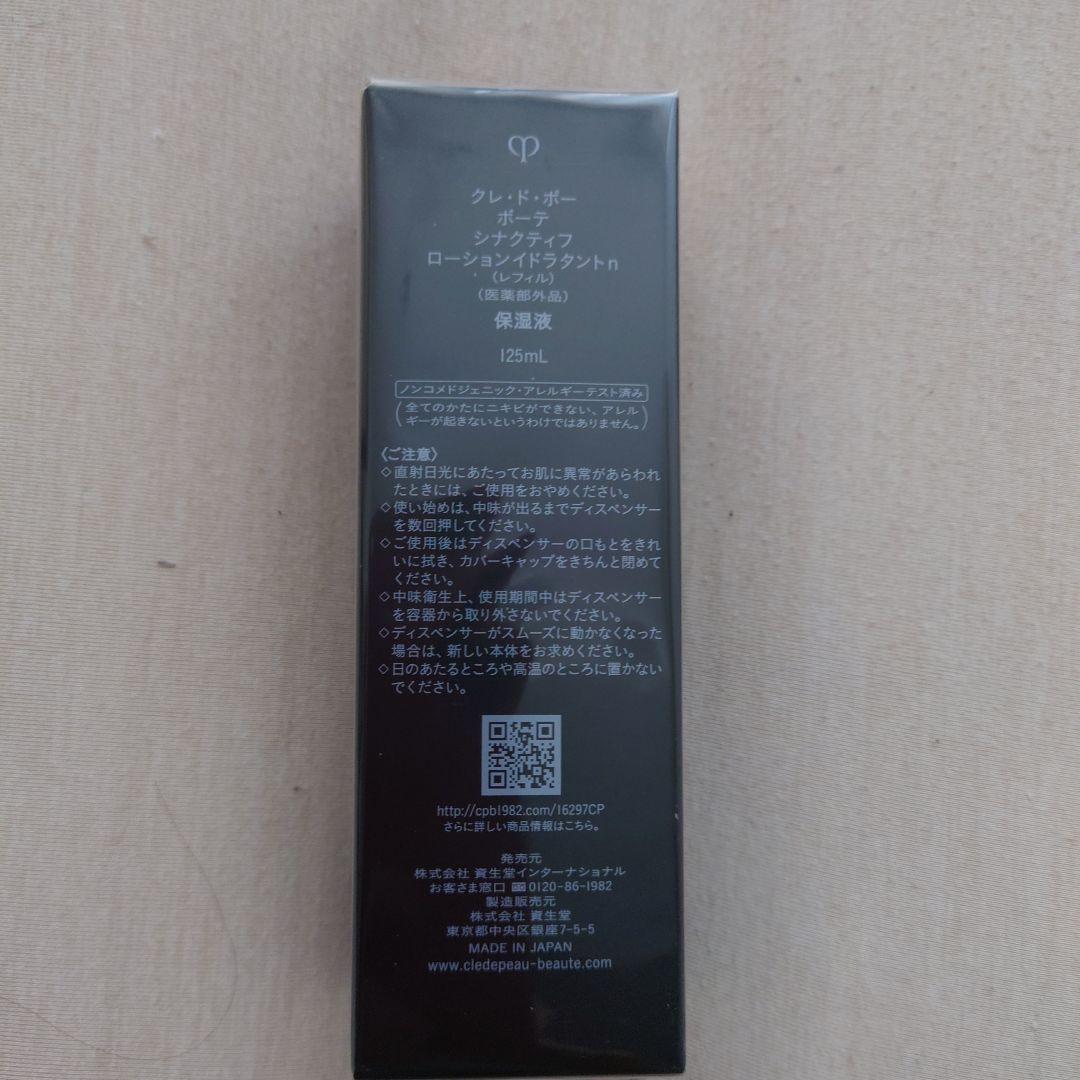 クレ・ド・ポー
ボーテ
シナクティフ
ローションイドラタントn
(レフィル)
(医薬部外品)
保湿液
125mL
ノンコメドジェニック・アレルギーテスト済み
(全てのかたにニキビができない、アレル
ギーが起きないというわけではありません。)
〈ご注意〉
◇直射日光にあたってお肌に異常があらわれ
たときには、ご使用をおやめください。
◇使い始めは、中味が出るまでディスペンサー
を数回押してください。
◇ご使用後はディスペンサーの口もとをきれ
いに拭き、カバーキャップをきちんと閉めて
ください。
◇中味衛生上、使用期間中はディスペンサー
を容器から取り外さないでください。
◇ディスペンサーがスムーズに動かなくなった
場合は、新しい本体をお求めください。
◇日のあたるところや高温のところに置かない
でください。
http://cpb1982.com/16297CP
さらに詳しい商品情報はこちら。
発売元
株式会社 資生堂インターナショナル
お客さま窓口 0120-86-1982
製造販売元
株式会社 資生堂
東京都中央区銀座7-5-5
MADE IN JAPAN
www.cledepeau-beaute.com